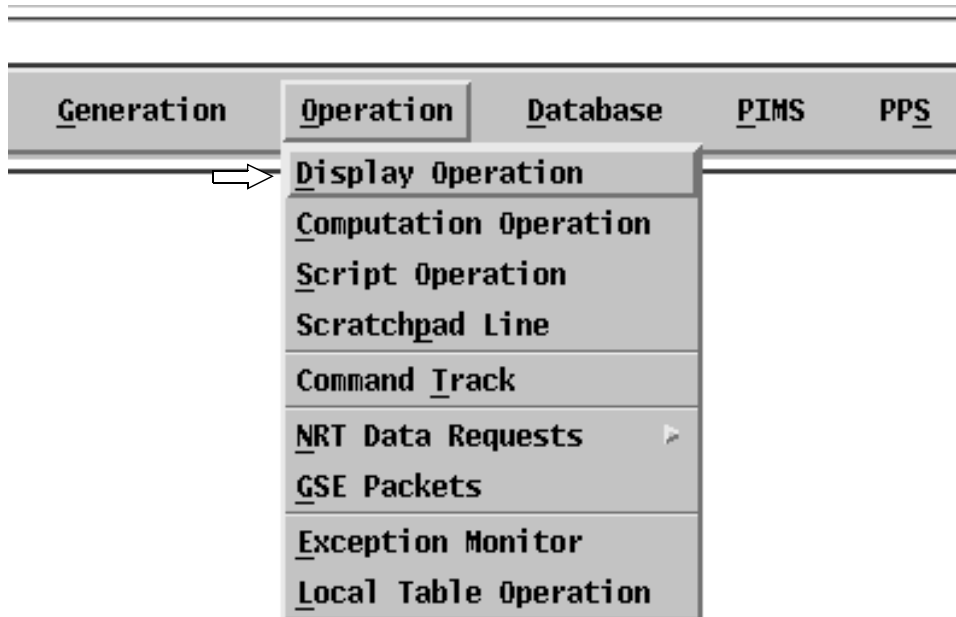 Generation Operation Database PIMS PPS
Display Operation
Computation Operation
Script Operation
Scratchpad Line
Command Track
NRT Data Requests
GSE Packets
Exception Monitor
Local Table Operation